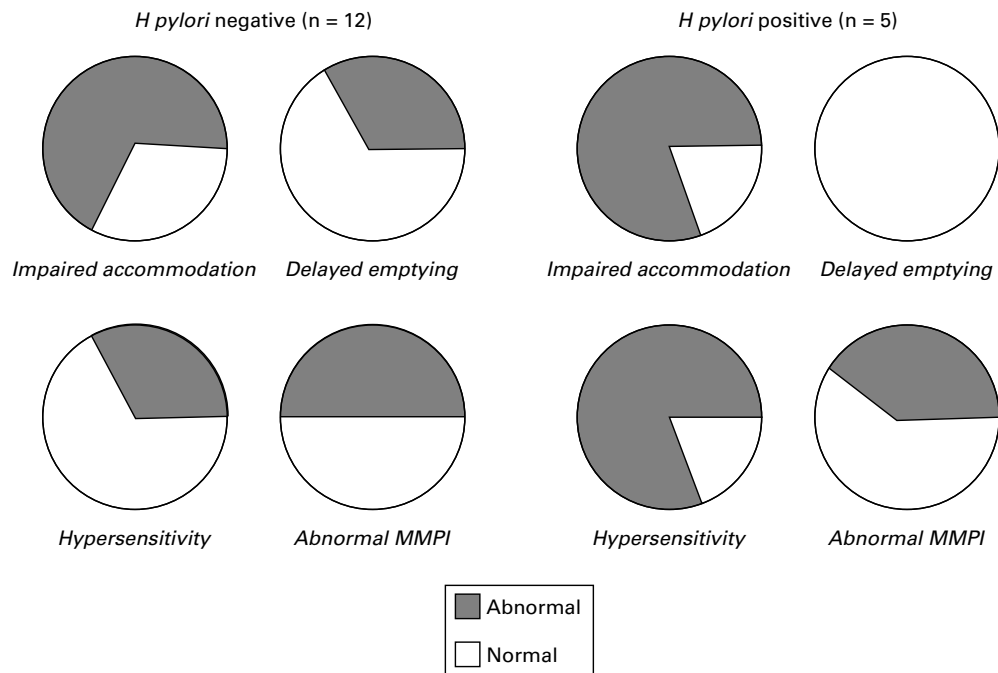 H pylori negative (n = 12)
H pylori positive (n = 5)
Impaired accommodation
Delayed emptying
Impaired accommodation
Delayed emptying
Hypersensitivity
Abnormal MMPI
Hypersensitivity
Abnormal MMPI
Abnormal
Normal